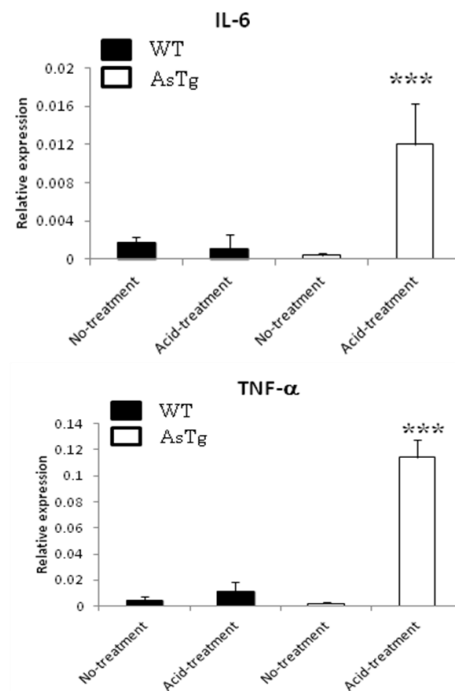 IL-6
WT
AsTg
Relative expression
0.02
0.016
0.012
0.008
0.004
0
***
No-treatment
Acid-treatment
No-treatment
Acid-treatment
TNF-α
WT
AsTg
Relative expression
0.14
0.12
0.1
0.08
0.06
0.04
0.02
0
***
No-treatment
Acid-treatment
No-treatment
Acid-treatment